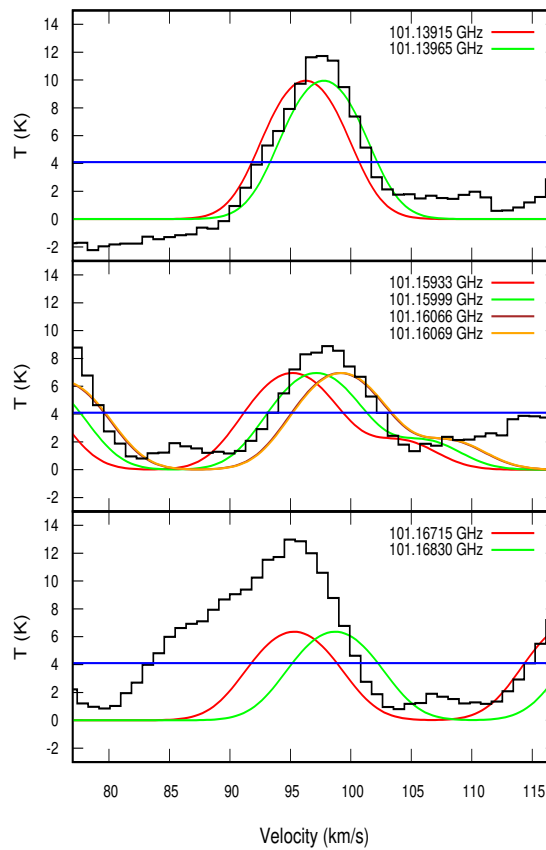 14
12
10
8
6
4
2
0
-2
T (K)
101.13915 GHz
101.13965 GHz
14
12
10
8
6
4
2
0
-2
T (K)
101.15933 GHz
101.15999 GHz
101.16066 GHz
101.16069 GHz
14
12
10
8
6
4
2
0
-2
T (K)
101.16715 GHz
101.16830 GHz
80 85 90 95 100 105 110 115
Velocity (km/s)